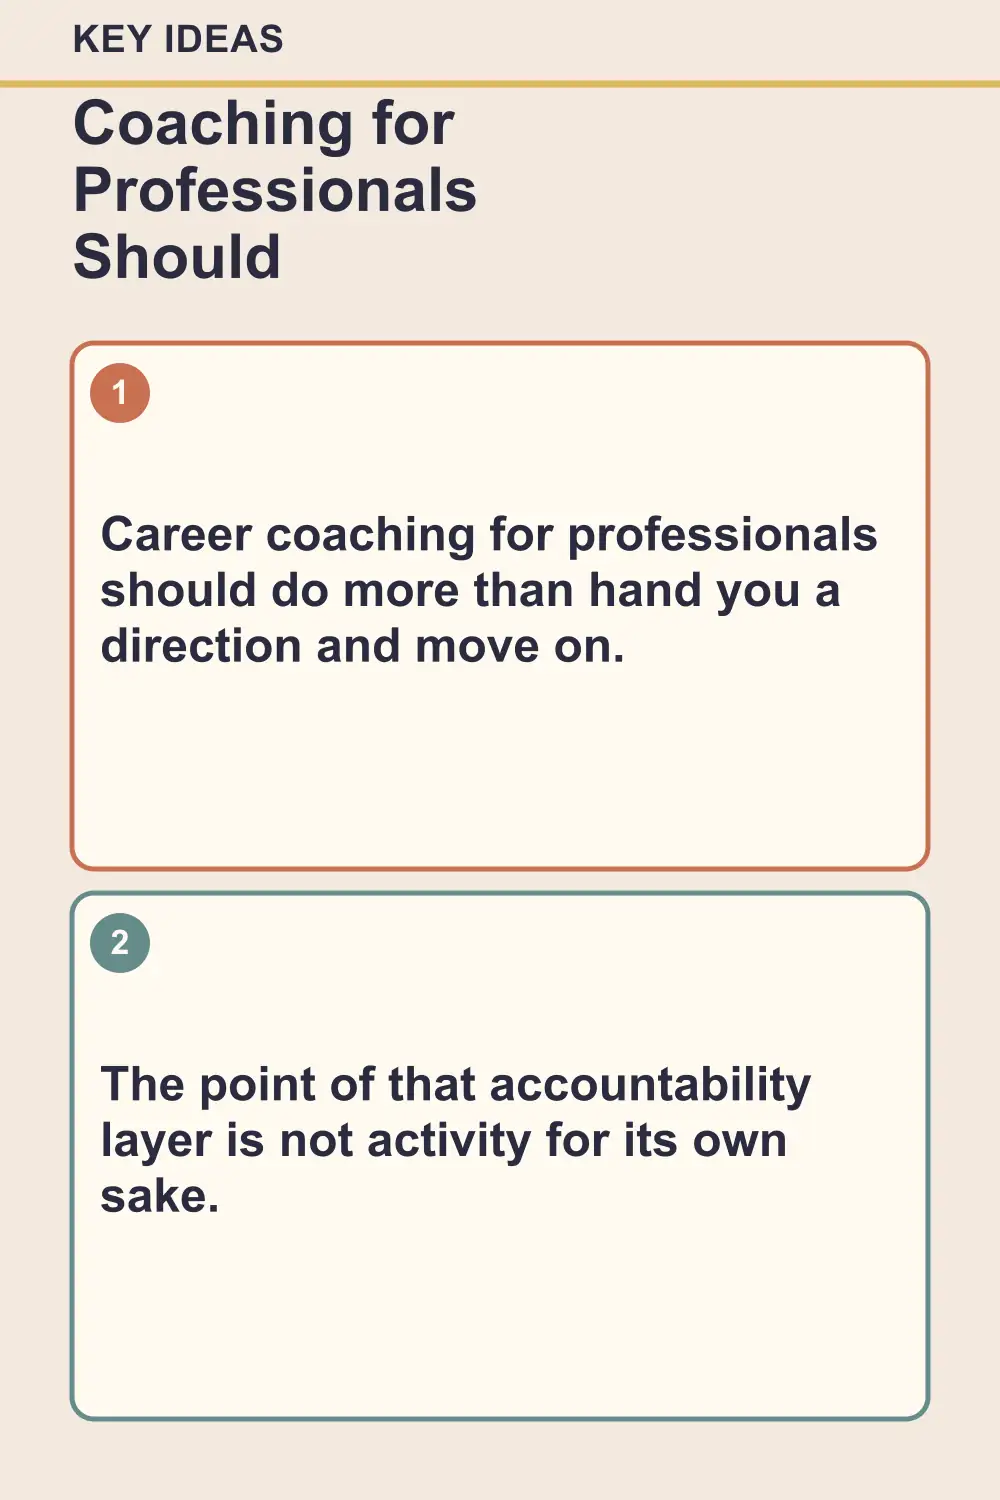 KEY IDEAS
Coaching for
Professionals
Should
1
Career coaching for professionals
should do more than hand you a
direction and move on.
2
The point of that accountability
layer is not activity for its own
sake.